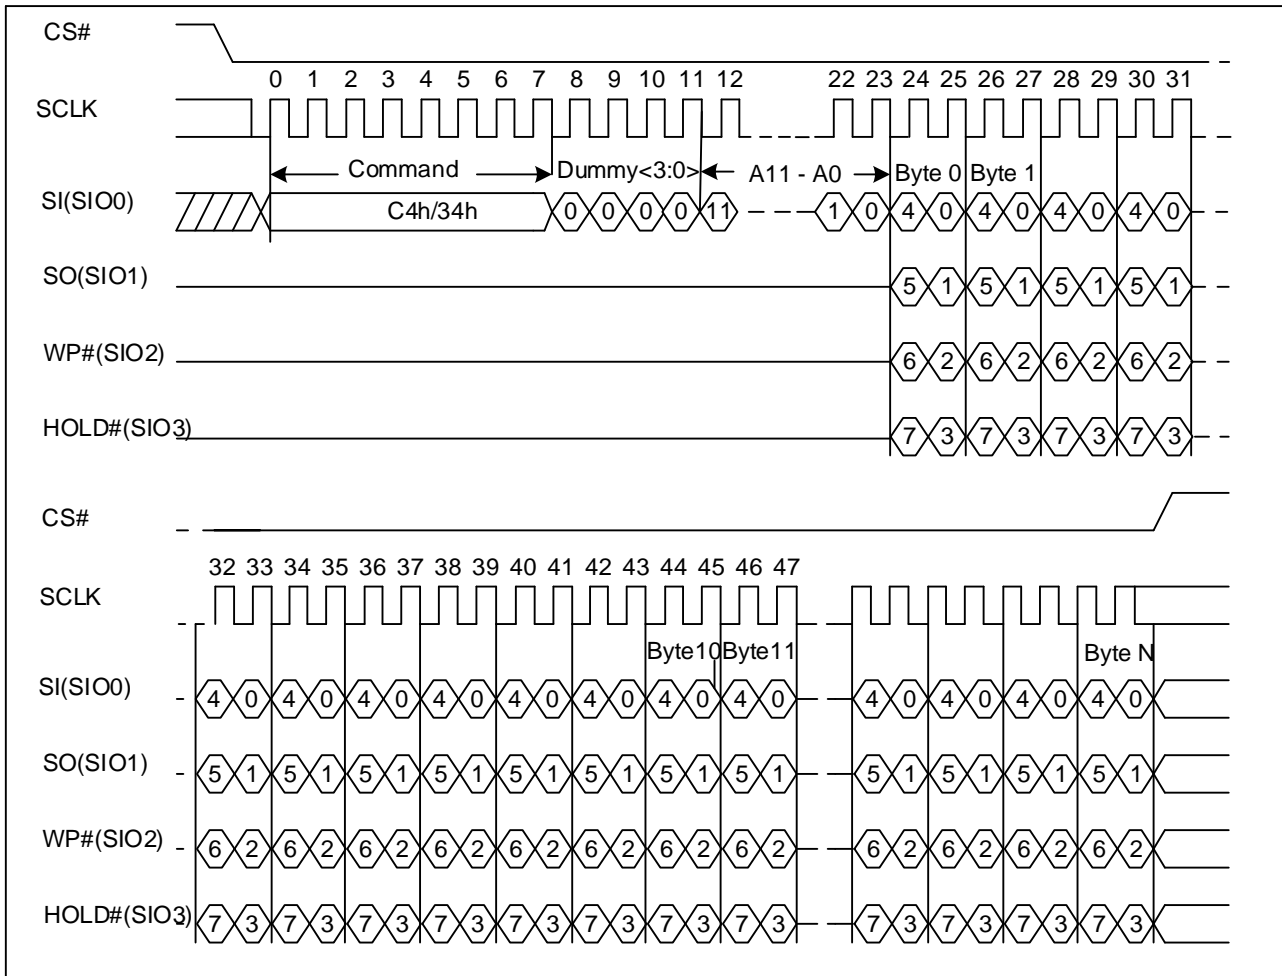 CS#
0 1 2 3 4 5 6 7 8 9 10 11 12 22 23 24 25 26 27 28 29 30 31
SCLK
Command Dummy<3:0> A11 - A0 Byte 0 Byte 1
SI(SIO0) C4h/34h 0 0 0 0 11 1 0 4 0 4 0 4 0 4 0
SO(SIO1) 5 1 5 1 5 1 5 1
WP#(SIO2) 6 2 6 2 6 2 6 2
HOLD#(SIO3) 7 3 7 3 7 3 7 3
CS#
32 33 34 35 36 37 38 39 40 41 42 43 44 45 46 47
SCLK
Byte10 Byte11 Byte N
SI(SIO0) 4 0 4 0 4 0 4 0 4 0 4 0 4 0 4 0 4 0 4 0 4 0 4 0
SO(SIO1) 5 1 5 1 5 1 5 1 5 1 5 1 5 1 5 1 5 1 5 1 5 1 5 1
WP#(SIO2) 6 2 6 2 6 2 6 2 6 2 6 2 6 2 6 2 6 2 6 2 6 2 6 2
HOLD#(SIO3) 7 3 7 3 7 3 7 3 7 3 7 3 7 3 7 3 7 3 7 3 7 3 7 3